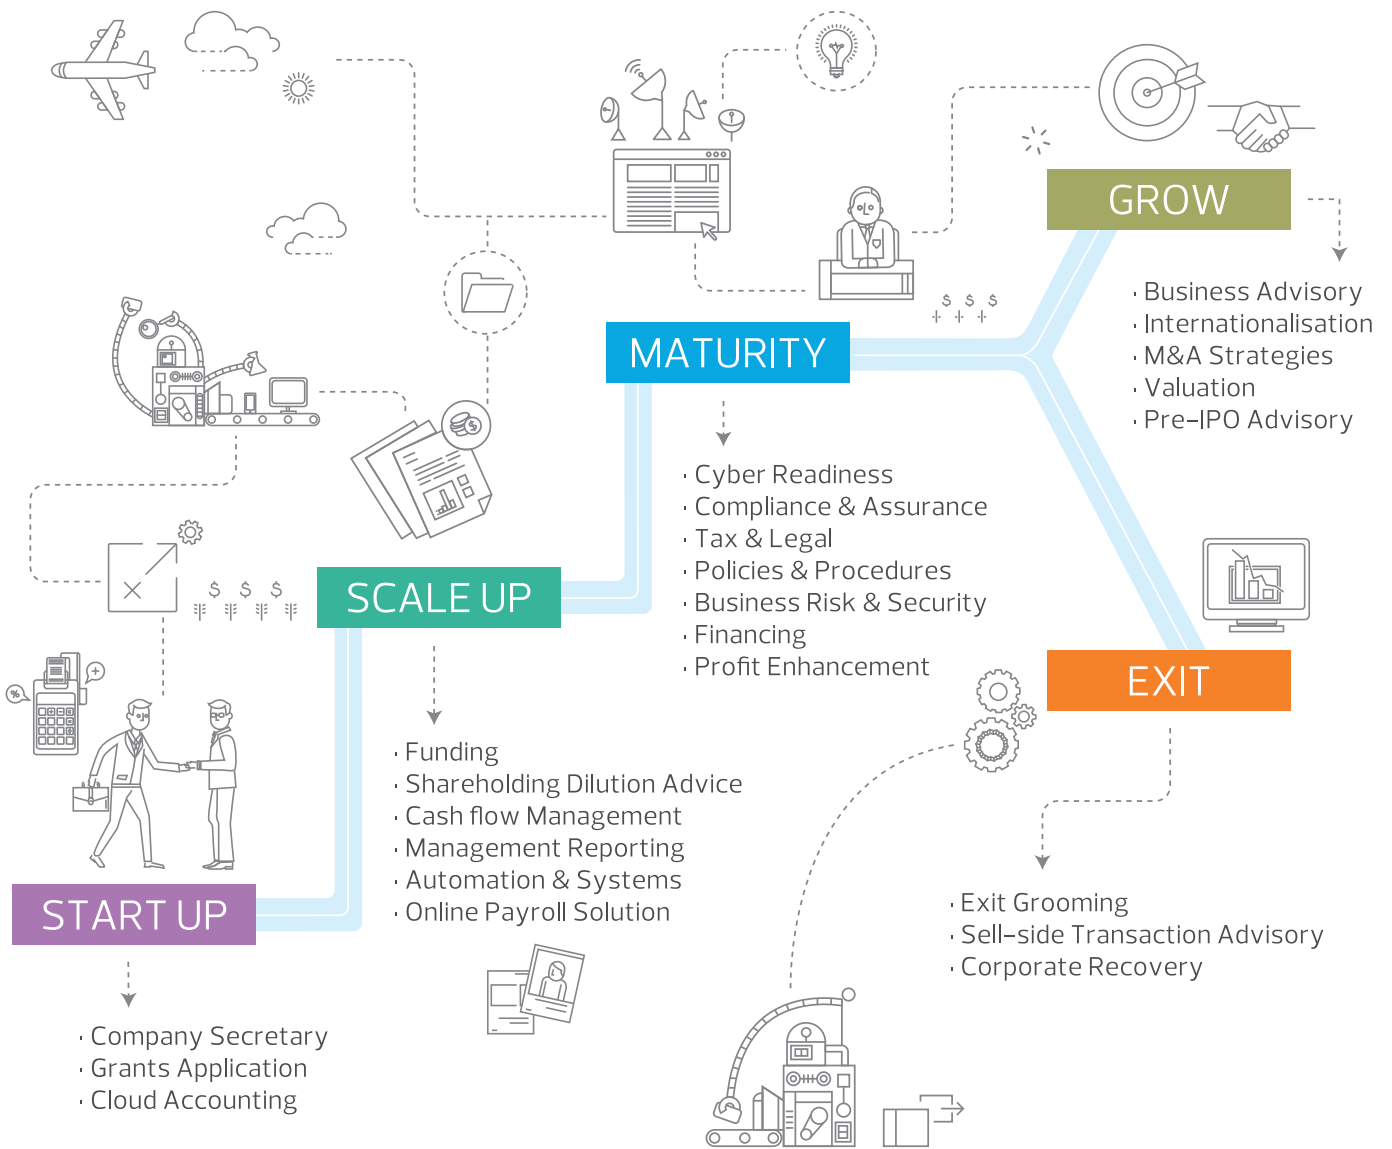 GROW
· Business Advisory
· Internationalisation
· M&A Strategies
· Valuation
· Pre-IPO Advisory
MATURITY
· Cyber Readiness
· Compliance & Assurance
· Tax & Legal
· Policies & Procedures
· Business Risk & Security
· Financing
· Profit Enhancement
SCALE UP
· Funding
· Shareholding Dilution Advice
· Cash flow Management
· Management Reporting
· Automation & Systems
· Online Payroll Solution
EXIT
· Exit Grooming
· Sell-side Transaction Advisory
· Corporate Recovery
START UP
· Company Secretary
· Grants Application
· Cloud Accounting
$ $ $
$ $ $
$
%
+